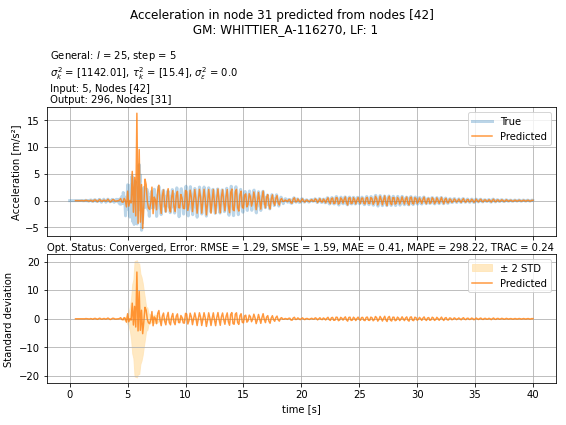 Acceleration in node 31 predicted from nodes [42]
GM: WHITTIER_A-116270, LF: 1
General: l = 25, step = 5
σ²ₖ = [1142.01], τ²ₖ = [15.4], σ²ε = 0.0
Input: 5, Nodes [42]
Output: 296, Nodes [31]
Acceleration [m/s²]
15
10
5
0
−5
True
Predicted
Opt. Status: Converged, Error: RMSE = 1.29, SMSE = 1.59, MAE = 0.41, MAPE = 298.22, TRAC = 0.24
Standard deviation
20
10
0
−10
−20
± 2 STD
Predicted
0 5 10 15 20 25 30 35 40
time [s]